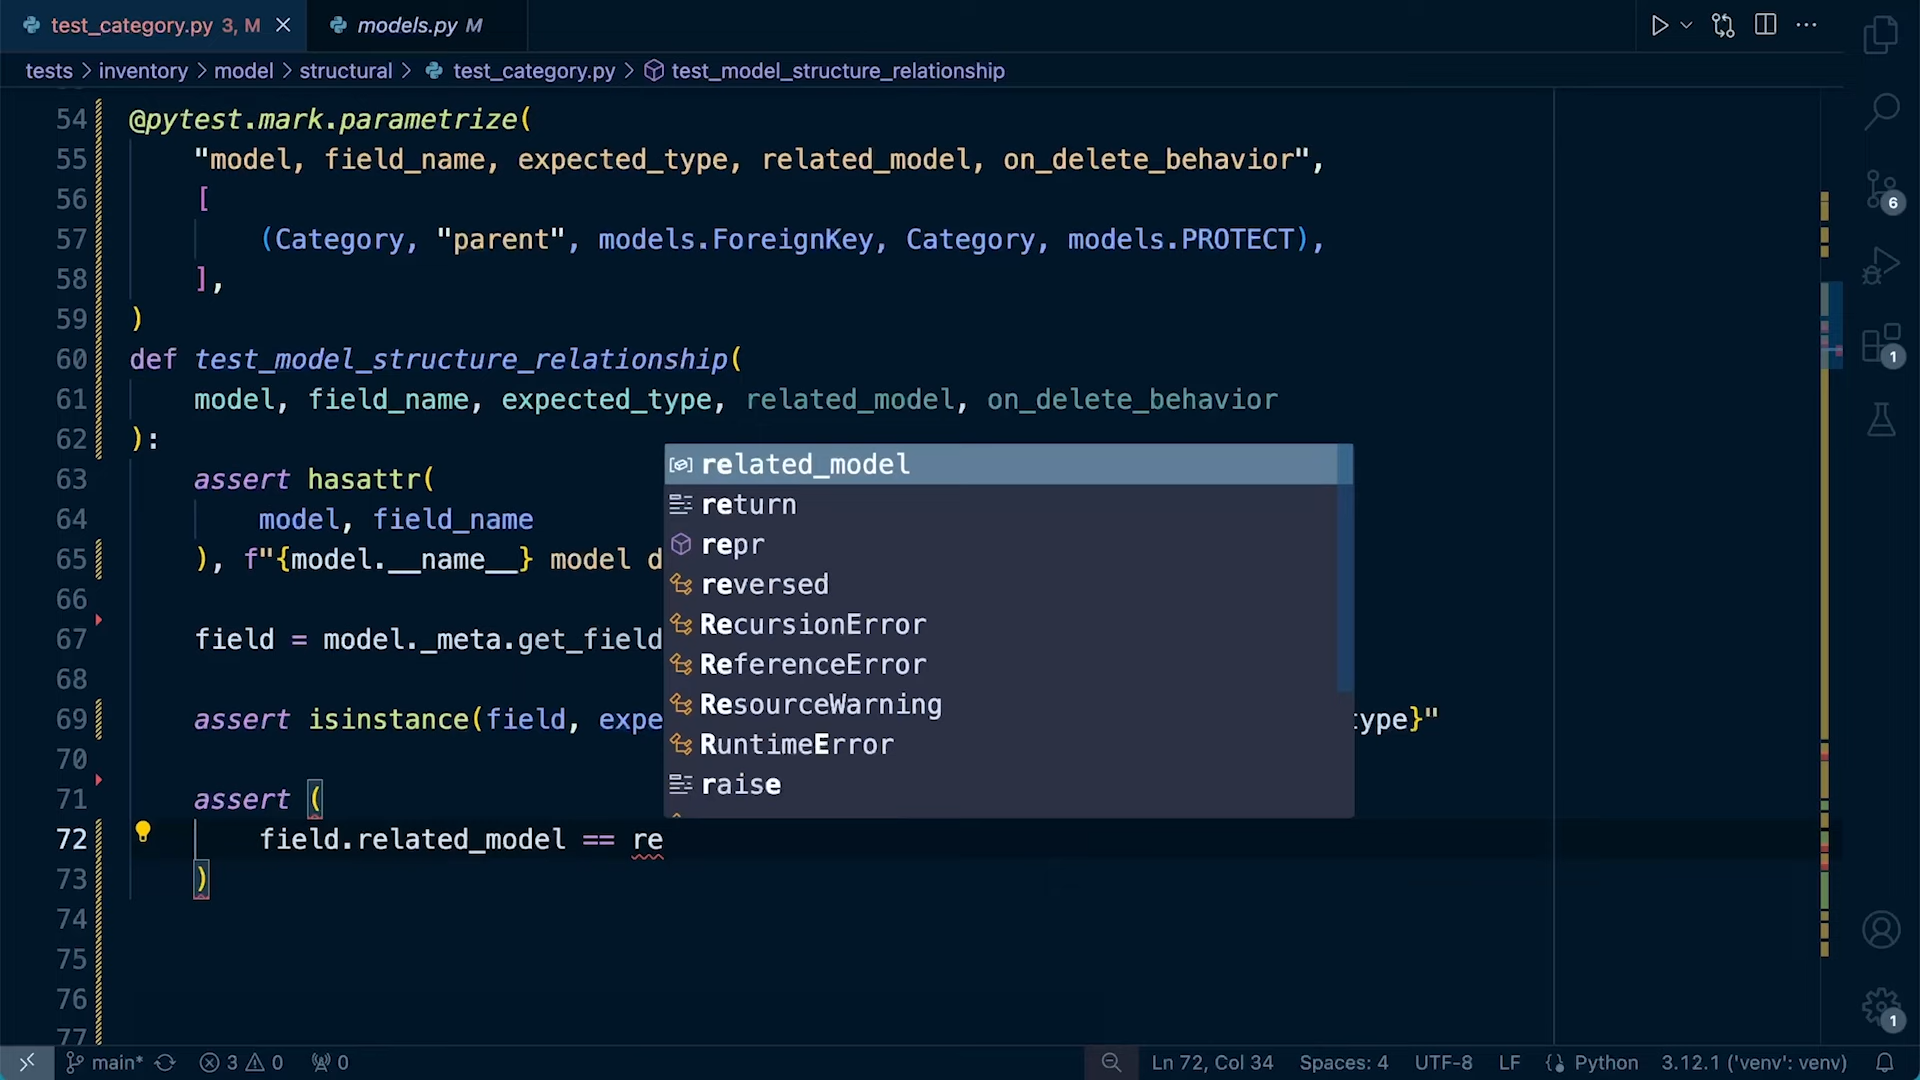 test_category.py 3, M
models.py M
tests > inventory > model > structural > test_category.py > test_model_structure_relationship
54 @pytest.mark.parametrize(
55 "model, field_name, expected_type, related_model, on_delete_behavior",
56 [
57 (Category, "parent", models.ForeignKey, Category, models.PROTECT),
58 ],
59 )
60 def test_model_structure_relationship(
61 model, field_name, expected_type, related_model, on_delete_behavior
62 ):
63 assert hasattr(
64 model, field_name
65 ), f"{model.__name__} model d
66
67 field = model._meta.get_field
68
69 assert isinstance(field, expe type}"
70
71 assert (
72 field.related_model == re
73 )
74
75
76
77
related_model
return
repr
reversed
RecursionError
ReferenceError
ResourceWarning
RuntimeError
raise
6
1
1
main* 3 0 0 Ln 72, Col 34 Spaces: 4 UTF-8 LF Python 3.12.1 ('venv': venv)